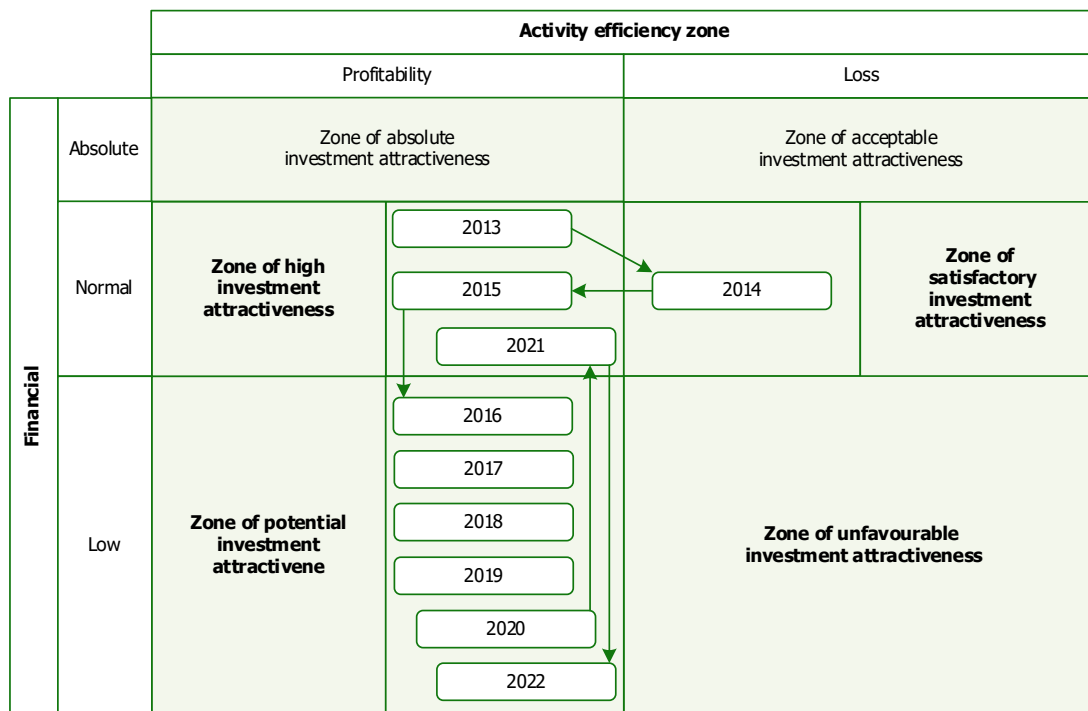 Activity efficiency zone
Profitability
Loss
Financial
Absolute
Zone of absolute
investment attractiveness
Zone of acceptable
investment attractiveness
Normal
Zone of high
investment
attractiveness
2013
2015
2021
2014
Zone of
satisfactory
investment
attractiveness
Low
Zone of potential
investment
attractivene
2016
2017
2018
2019
2020
2022
Zone of unfavourable
investment attractiveness